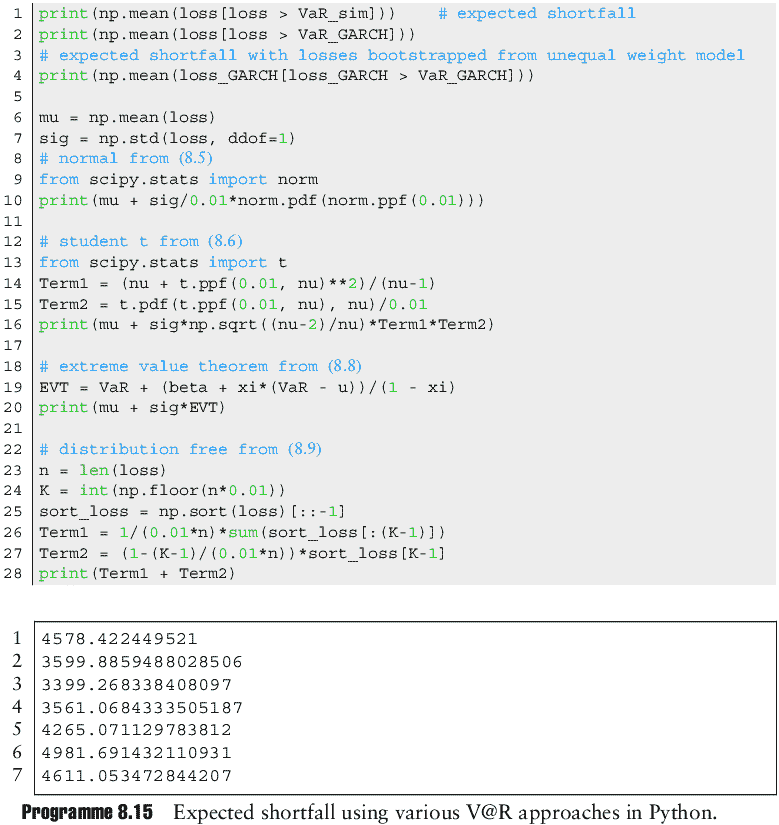 1 print(np.mean(loss[loss > VaR_sim])) # expected shortfall
2 print(np.mean(loss[loss > VaR_GARCH]))
3 # expected shortfall with losses bootstrapped from unequal weight model
4 print(np.mean(loss_GARCH[loss_GARCH > VaR_GARCH]))
5
6 mu = np.mean(loss)
7 sig = np.std(loss, ddof=1)
8 # normal from (8.5)
9 from scipy.stats import norm
10 print(mu + sig/0.01*norm.pdf(norm.ppf(0.01)))
11
12 # student t from (8.6)
13 from scipy.stats import t
14 Term1 = (nu + t.ppf(0.01, nu)**2)/(nu-1)
15 Term2 = t.pdf(t.ppf(0.01, nu), nu)/0.01
16 print(mu + sig*np.sqrt((nu-2)/nu)*Term1*Term2)
17
18 # extreme value theorem from (8.8)
19 EVT = VaR + (beta + xi*(VaR - u))/(1 - xi)
20 print(mu + sig*EVT)
21
22 # distribution free from (8.9)
23 n = len(loss)
24 K = int(np.floor(n*0.01))
25 sort_loss = np.sort(loss)[::-1]
26 Term1 = 1/(0.01*n)*sum(sort_loss[:(K-1)])
27 Term2 = (1-(K-1)/(0.01*n))*sort_loss[K-1]
28 print(Term1 + Term2)
1 4578.422449521
2 3599.8859488028506
3 3399.268338408097
4 3561.0684333505187
5 4265.071129783812
6 4981.691432110931
7 4611.053472844207
Programme 8.15 Expected shortfall using various V@R approaches in Python.